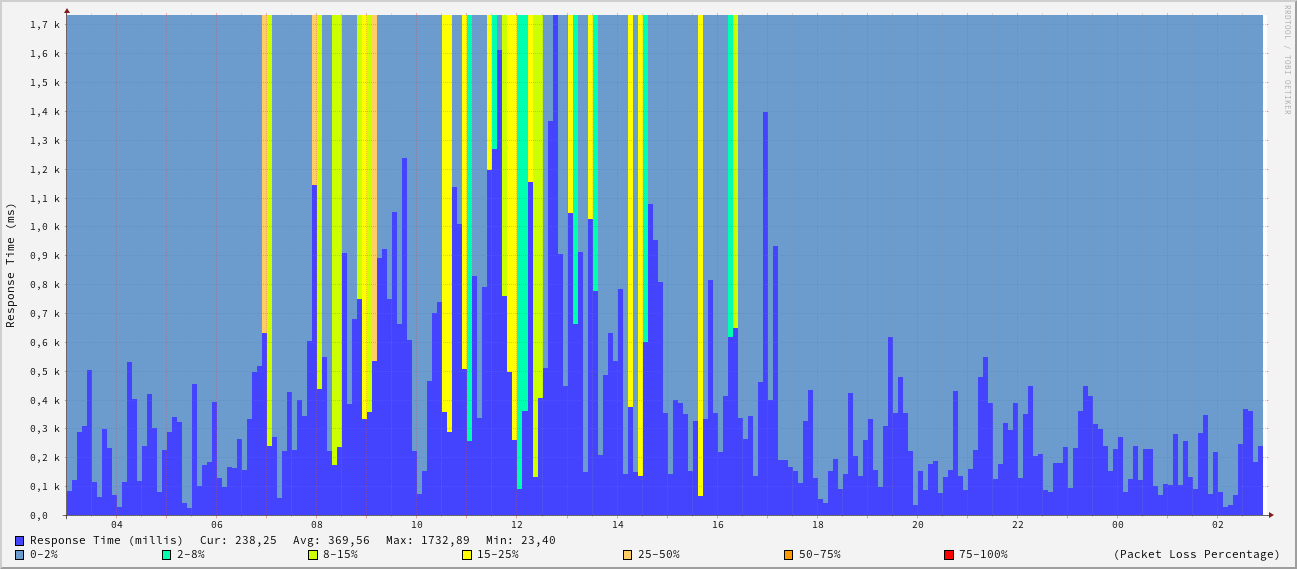 1,7 k
1,6 k
1,5 k
1,4 k
1,3 k
1,2 k
1,1 k
1,0 k
0,9 k
0,8 k
0,7 k
0,6 k
0,5 k
0,4 k
0,3 k
0,2 k
0,1 k
0,0
Response Time (ms)
RRDTOOL / TOBI OETIKER
04 06 08 10 12 14 16 18 20 22 00 02
Response Time (millis) Cur: 238,25 Avg: 369,56 Max: 1732,89 Min: 23,40
0-2% 2-8% 8-15% 15-25% 25-50% 50-75% 75-100% (Packet Loss Percentage)